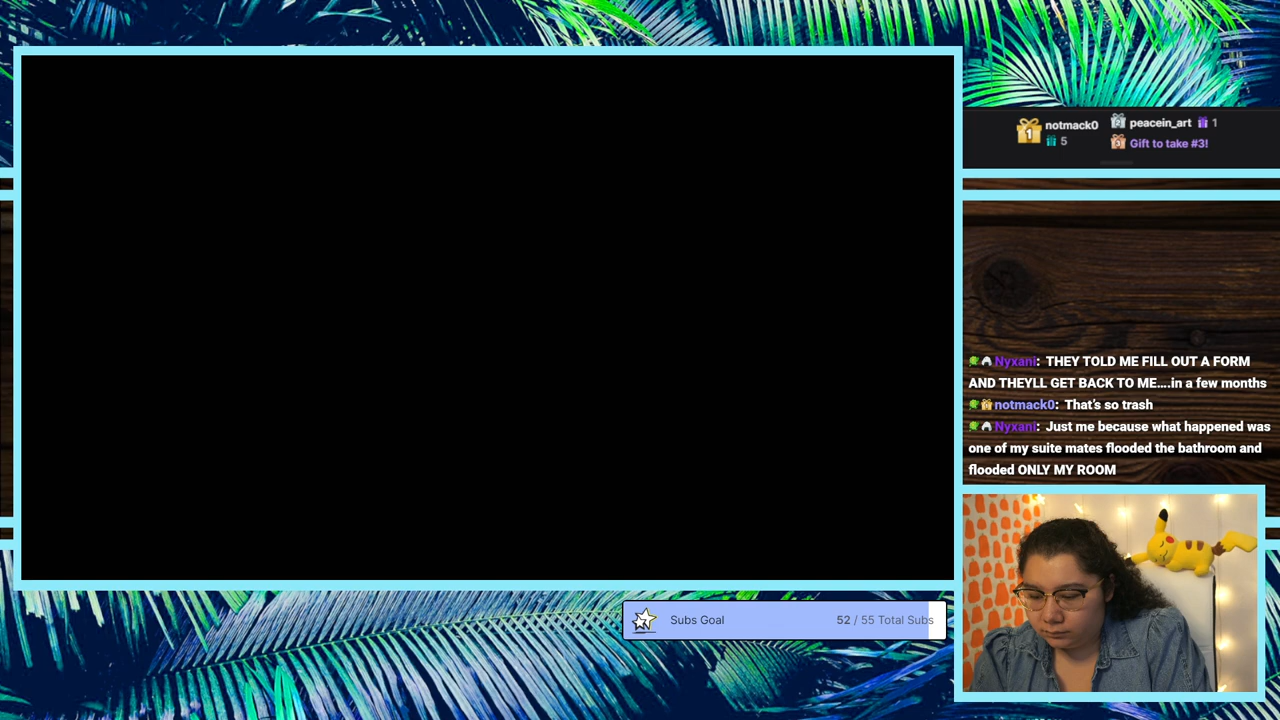 notmack0
5
peacein_art 1
Gift to take #3!
Nyxani: THEY TOLD ME FILL OUT A FORM
AND THEYLL GET BACK TO ME....in a few months
notmack0: That's so trash
Nyxani: Just me because what happened was
one of my suite mates flooded the bathroom and
flooded ONLY MY ROOM
Subs Goal 52 / 55 Total Subs